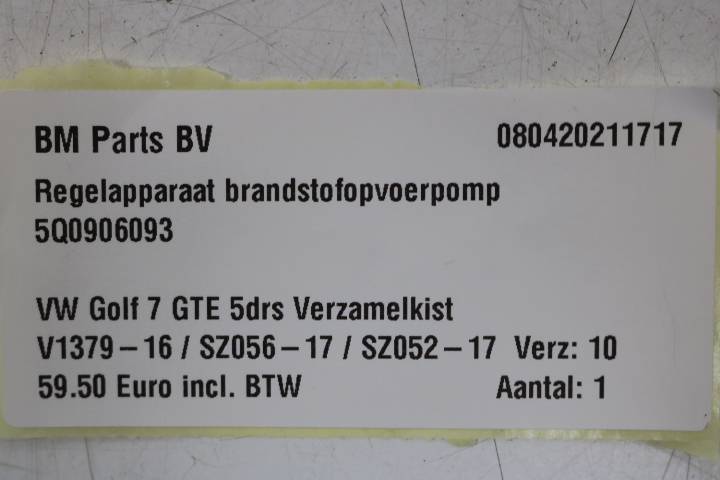 BM Parts BV 080420211717
Regelapparaat brandstofopvoerpomp
5Q0906093
VW Golf 7 GTE 5drs Verzamelkist
V1379-16 / SZ056-17 / SZ052-17 Verz: 10
59.50 Euro incl. BTW Aantal: 1